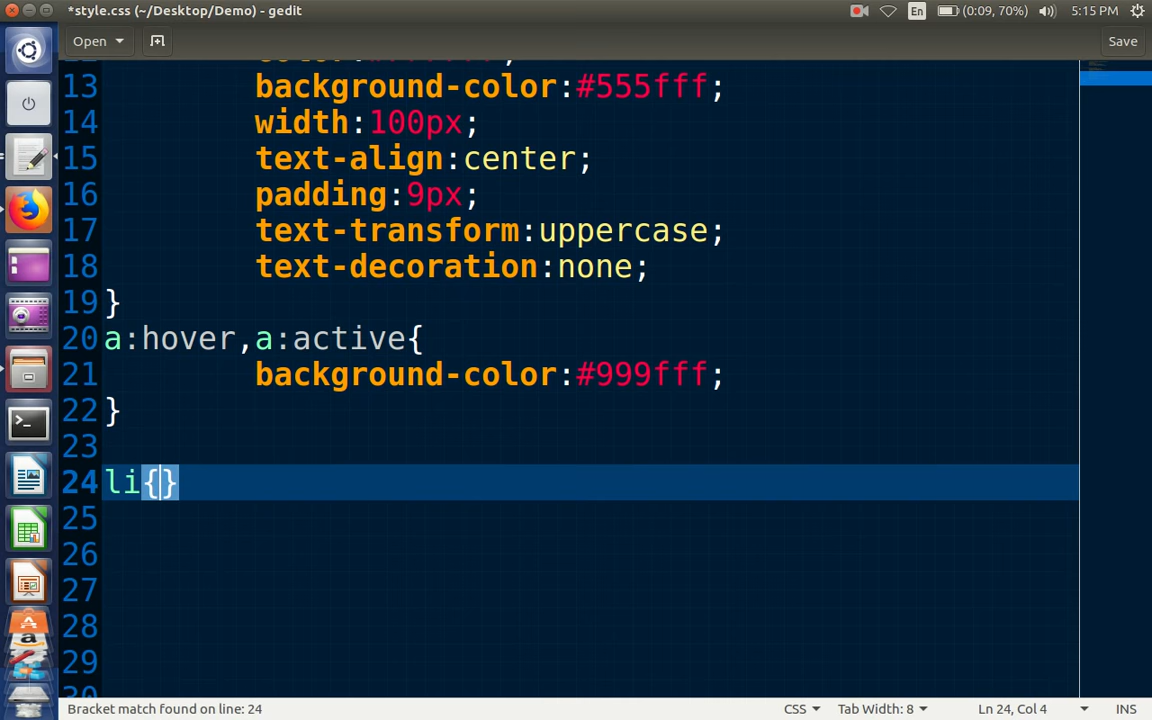 *style.css (~/Desktop/Demo) - gedit
En
(0:09, 70%)
5:15 PM
Open
Save
13 background-color:#555fff;
14 width:100px;
15 text-align:center;
16 padding:9px;
17 text-transform:uppercase;
18 text-decoration:none;
19 }
20 a:hover,a:active{
21 background-color:#999fff;
22 }
23
24 li{}
25
26
27
28
29
Bracket match found on line: 24
CSS
Tab Width: 8
Ln 24, Col 4
INS